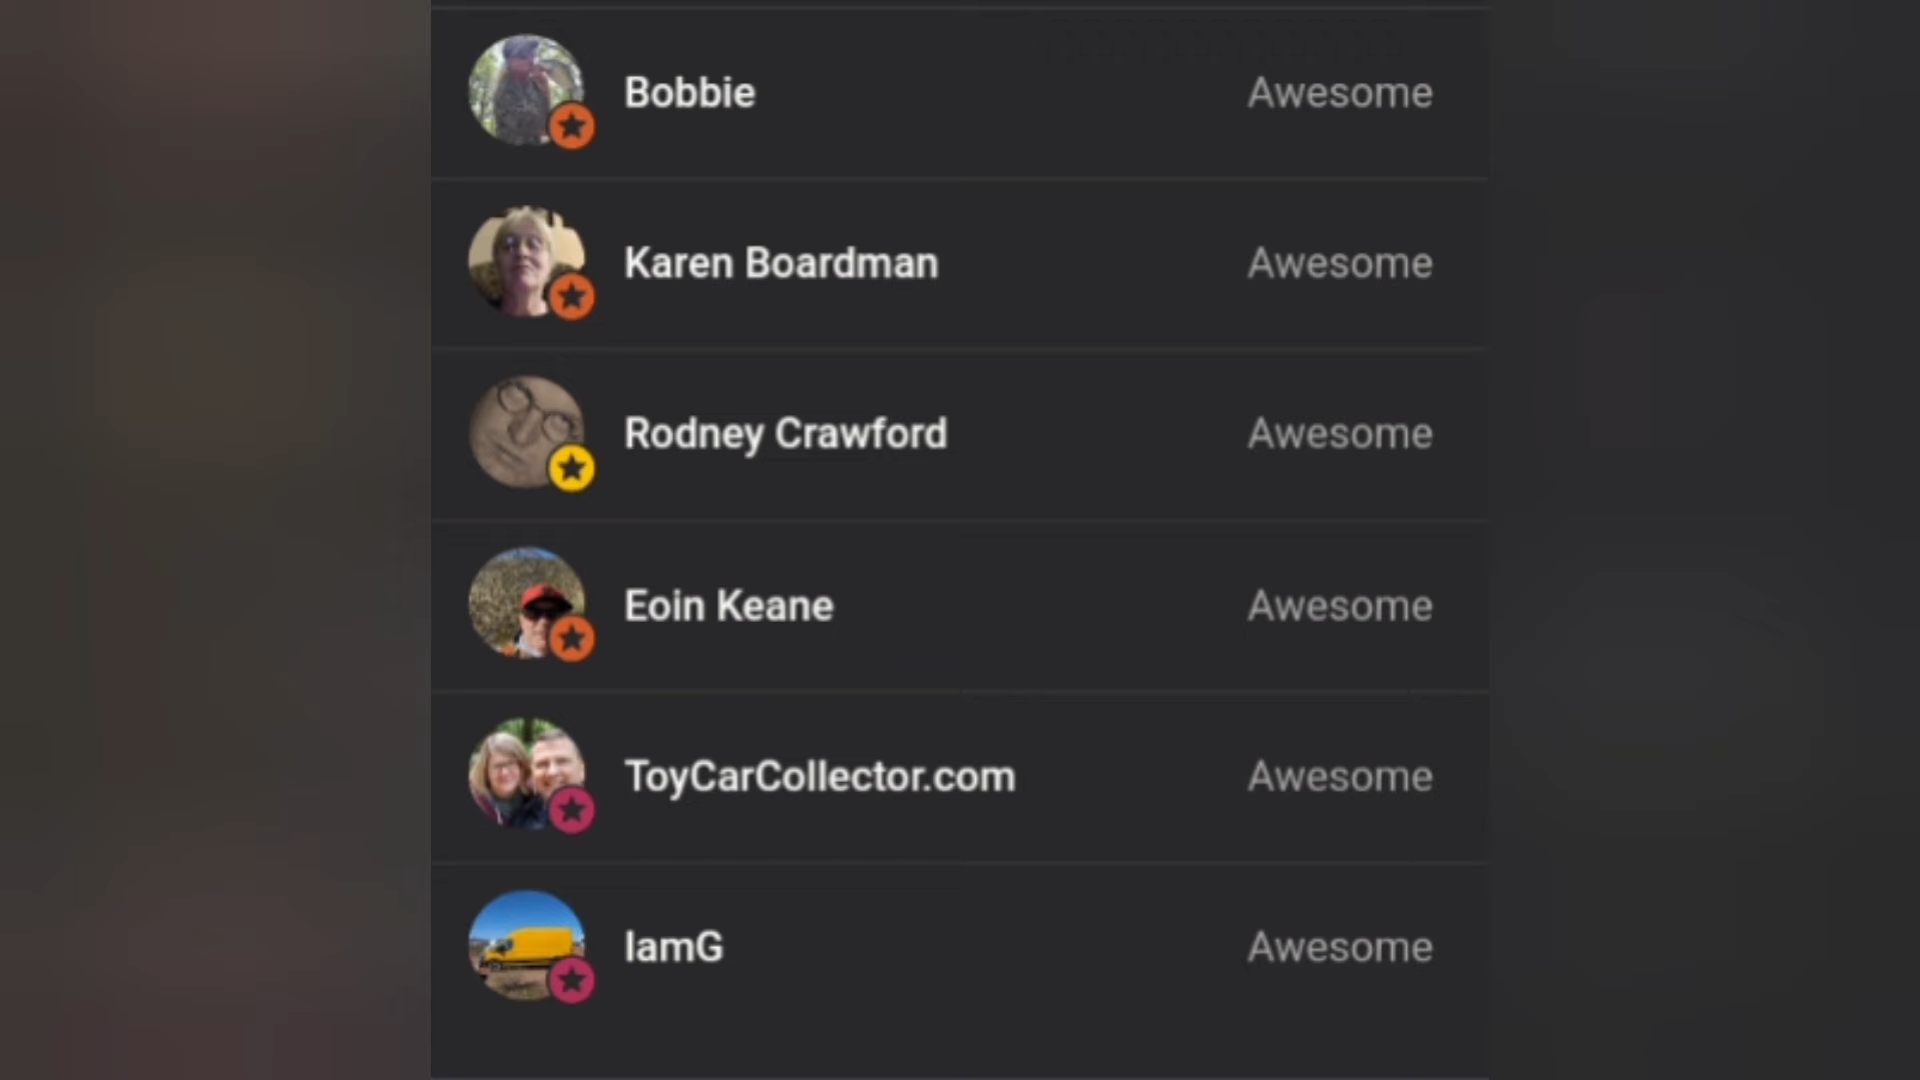 Bobbie Awesome
Karen Boardman Awesome
Rodney Crawford Awesome
Eoin Keane Awesome
ToyCarCollector.com Awesome
IamG Awesome